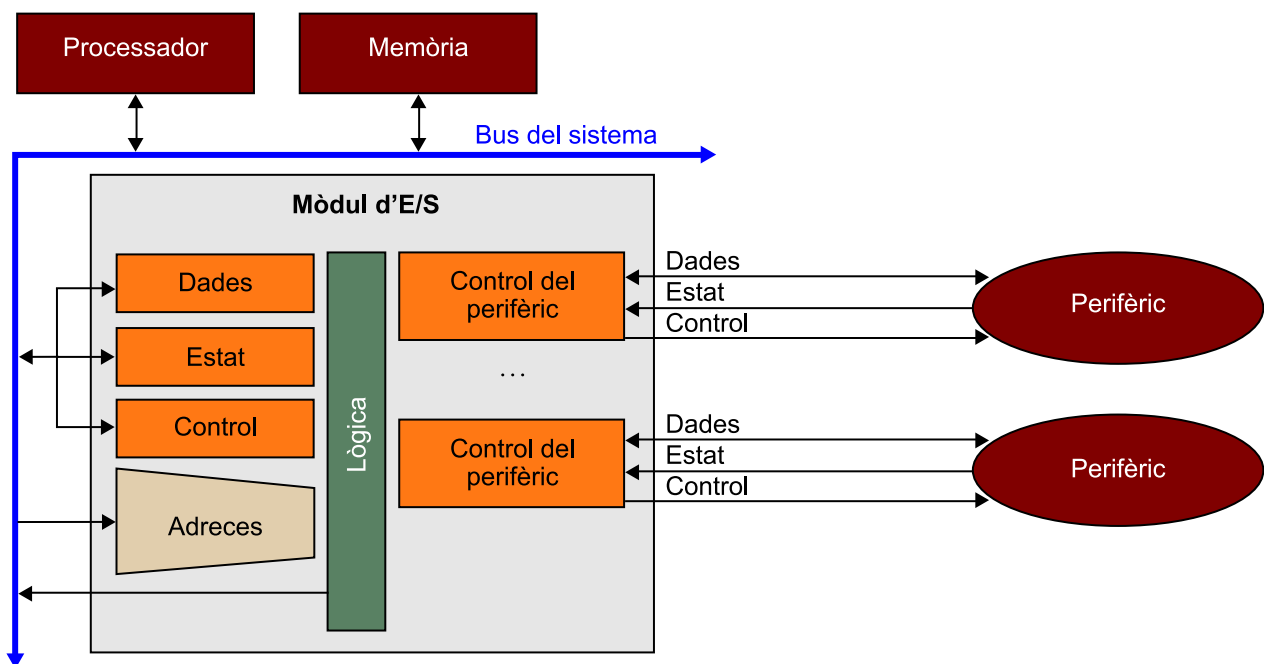 Processador
Memòria
Bus del sistema
Mòdul d'E/S
Dades
Estat
Control
Adreces
Lògica
Control del
perifèric
...
Control del
perifèric
Dades
Estat
Control
Perifèric
Dades
Estat
Control
Perifèric